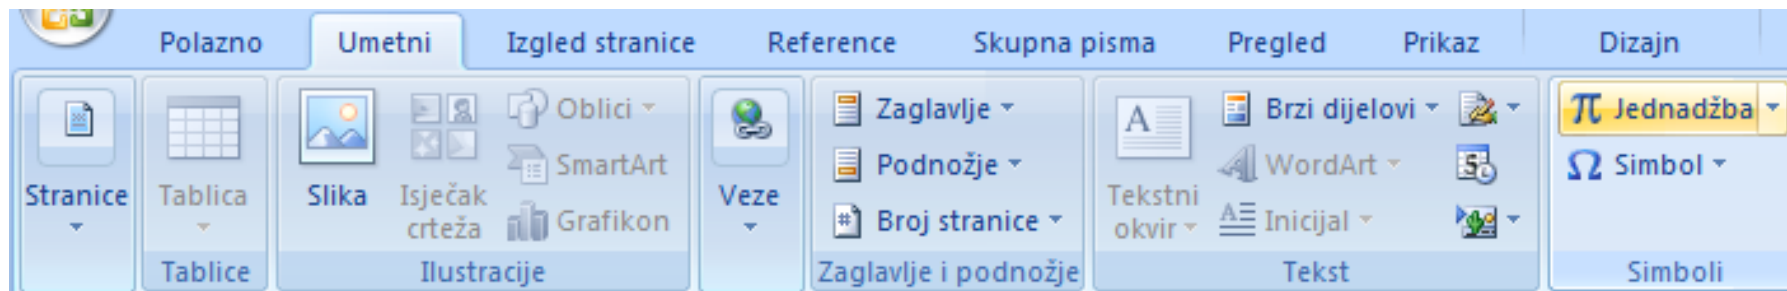 Polazno Umetni Izgled stranice Reference Skupna pisma Pregled Prikaz Dizajn
Stranice
Tablica
Tablice
Slika
Isječak
crteža
Oblici
SmartArt
Grafikon
Ilustracije
Veze
Zaglavlje
Podnožje
Broj stranice
Zaglavlje i podnožje
Tekstni
okvir
Brzi dijelovi
WordArt
Inicijal
Tekst
π Jednadžba
Ω Simbol
Simboli